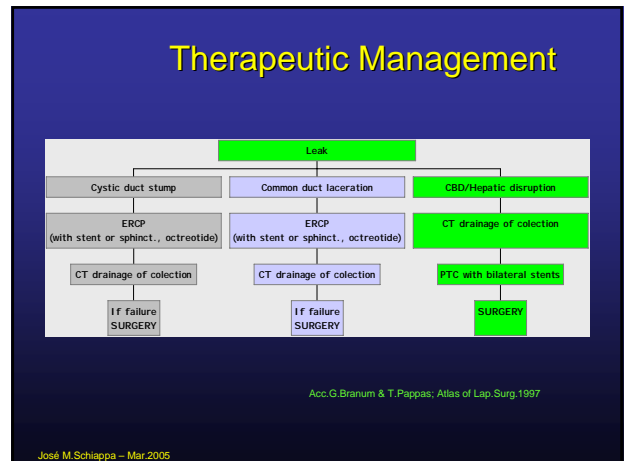 Therapeutic Management
Leak
Cystic duct stump
Common duct laceration
CBD/Hepatic disruption
ERCP
(with stent or sphinct., octreotide)
ERCP
(with stent or sphinct., octreotide)
CT drainage of colection
CT drainage of colection
CT drainage of colection
PTC with bilateral stents
If failure
SURGERY
If failure
SURGERY
SURGERY
Acc.G.Branum & T.Pappas; Atlas of Lap.Surg.1997
José M.Schiappa – Mar.2005